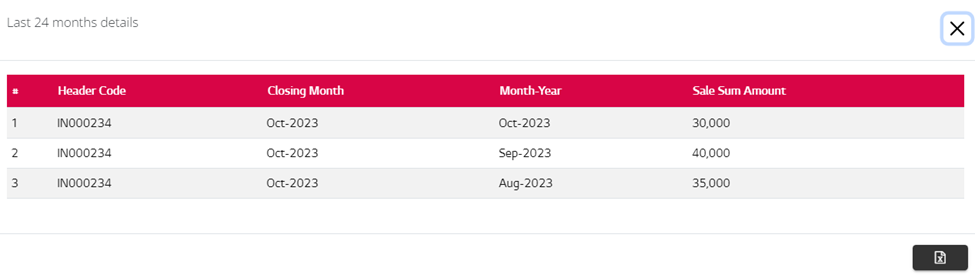 Last 24 months details
# Header Code Closing Month Month-Year Sale Sum Amount
1 IN000234 Oct-2023 Oct-2023 30,000
2 IN000234 Oct-2023 Sep-2023 40,000
3 IN000234 Oct-2023 Aug-2023 35,000